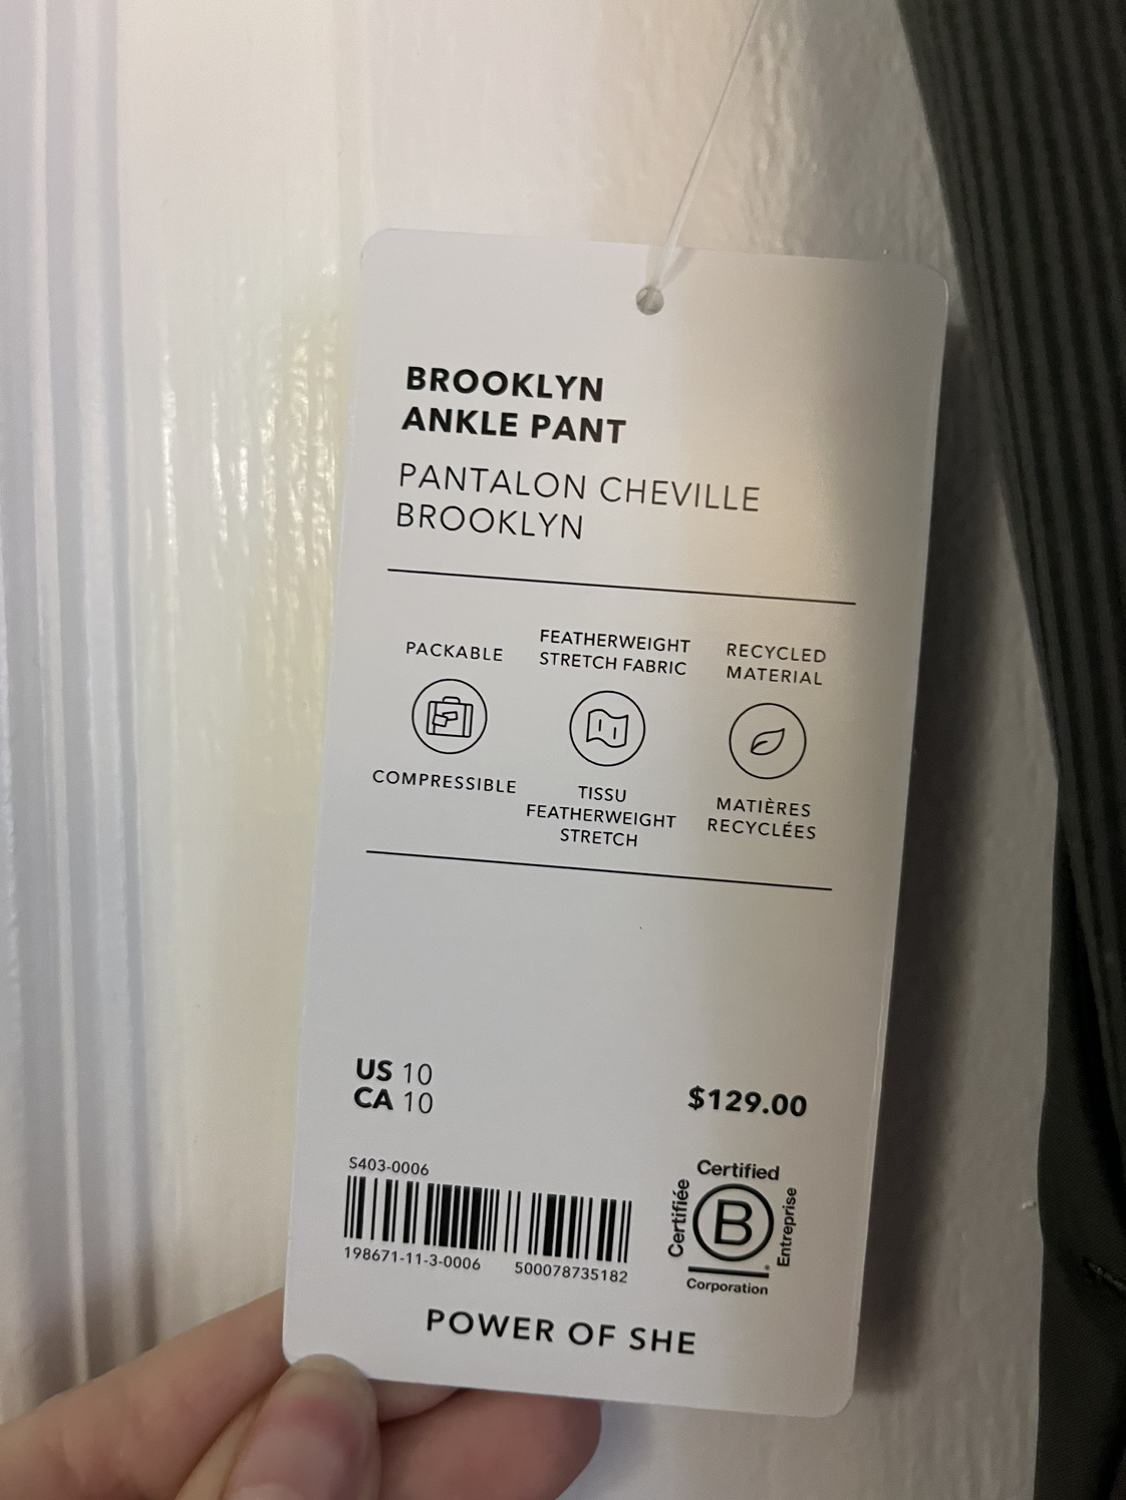 BROOKLYN
ANKLE PANT
PANTALON CHEVILLE
BROOKLYN
PACKABLE
COMPRESSIBLE
FEATHERWEIGHT
STRETCH FABRIC
TISSU
FEATHERWEIGHT
STRETCH
RECYCLED
MATERIAL
MATIÈRES
RECYCLÉES
US 10
CA 10
$129.00
S403-0006
198671-11-3-0006 500078735182
Certified
Certifiée
B
Entreprise
Corporation
POWER OF SHE